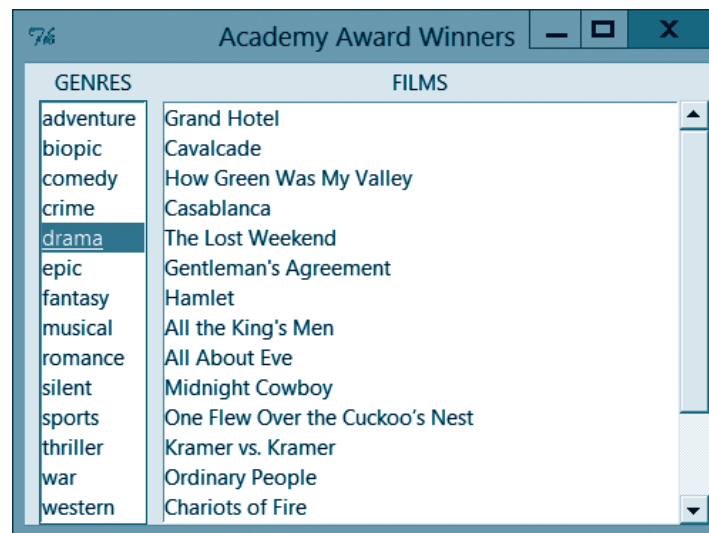 Academy Award Winners
GENRES
FILMS
adventure
biopic
comedy
crime
drama
epic
fantasy
musical
romance
silent
sports
thriller
war
western
Grand Hotel
Cavalcade
How Green Was My Valley
Casablanca
The Lost Weekend
Gentleman's Agreement
Hamlet
All the King's Men
All About Eve
Midnight Cowboy
One Flew Over the Cuckoo’s Nest
Kramer vs. Kramer
Ordinary People
Chariots of Fire